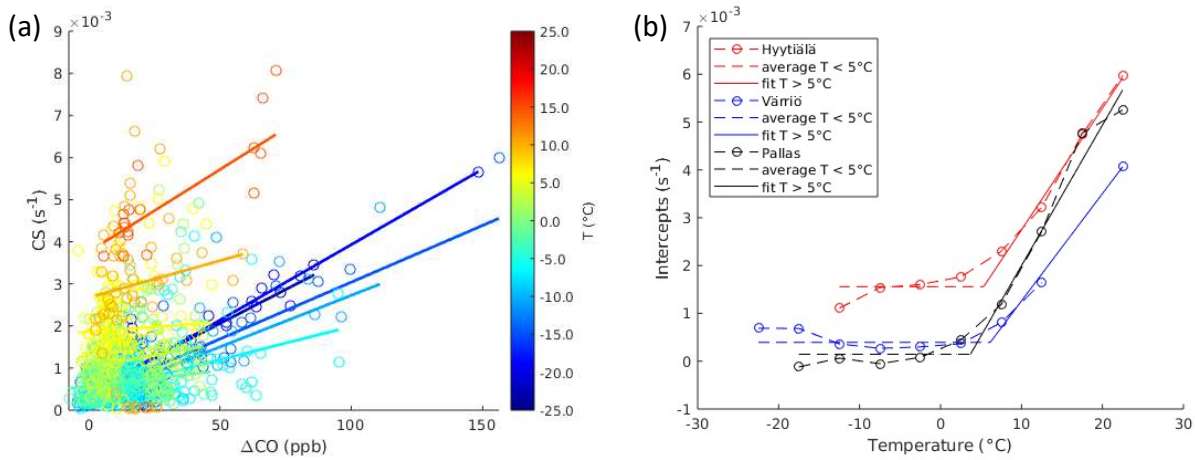 (a)
×10⁻³
9
8
7
6
5
4
3
2
1
0
CS (s⁻¹)
0 50 100 150
ΔCO (ppb)
25.0
20.0
15.0
10.0
5.0
0.0
-5.0
-10.0
-15.0
-20.0
-25.0
T (°C)
(b)
×10⁻³
7
6
5
4
3
2
1
0
-1
Intercepts (s⁻¹)
Hyytiälä
average T < 5°C
fit T > 5°C
Värriö
average T < 5°C
fit T > 5°C
Pallas
average T < 5°C
fit T > 5°C
-30 -20 -10 0 10 20 30
Temperature (°C)